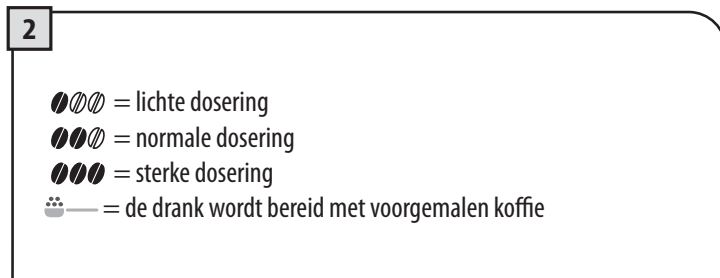 2
= lichte dosering
= normale dosering
= sterke dosering
= de drank wordt bereid met voorgemalen koffie